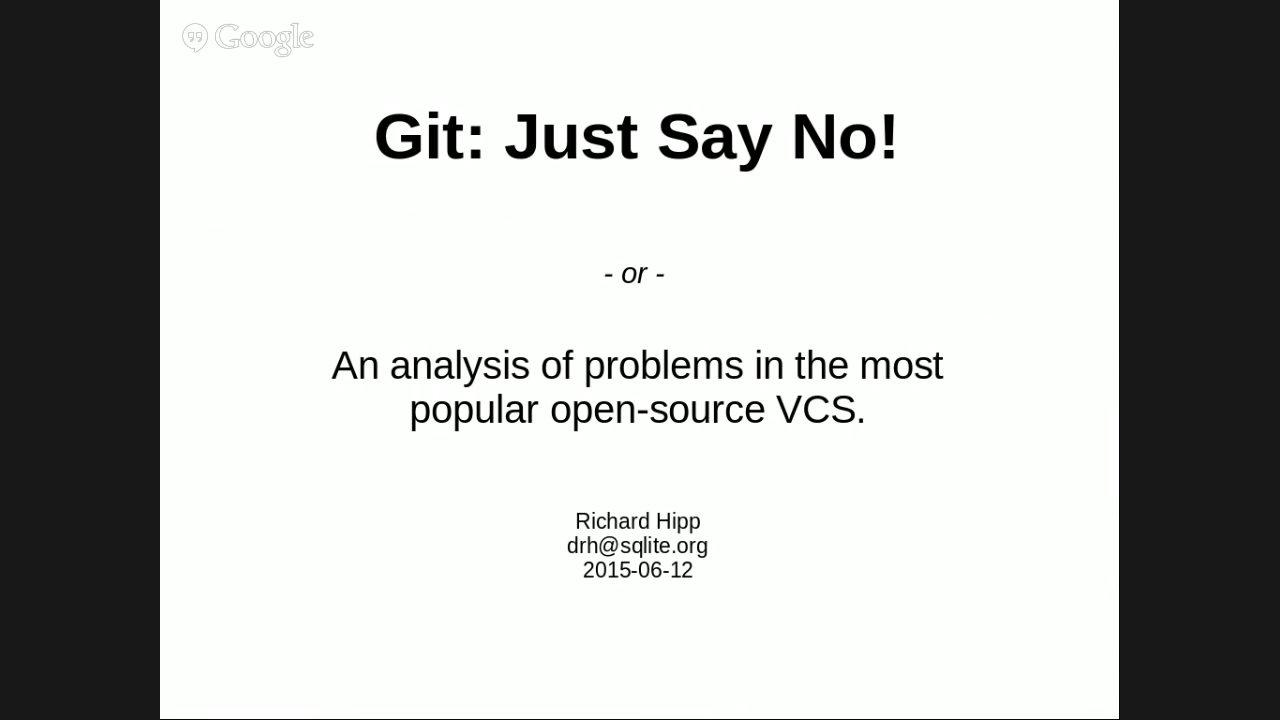 Google
Git: Just Say No!
- or -
An analysis of problems in the most
popular open-source VCS.
Richard Hipp
drh@sqlite.org
2015-06-12